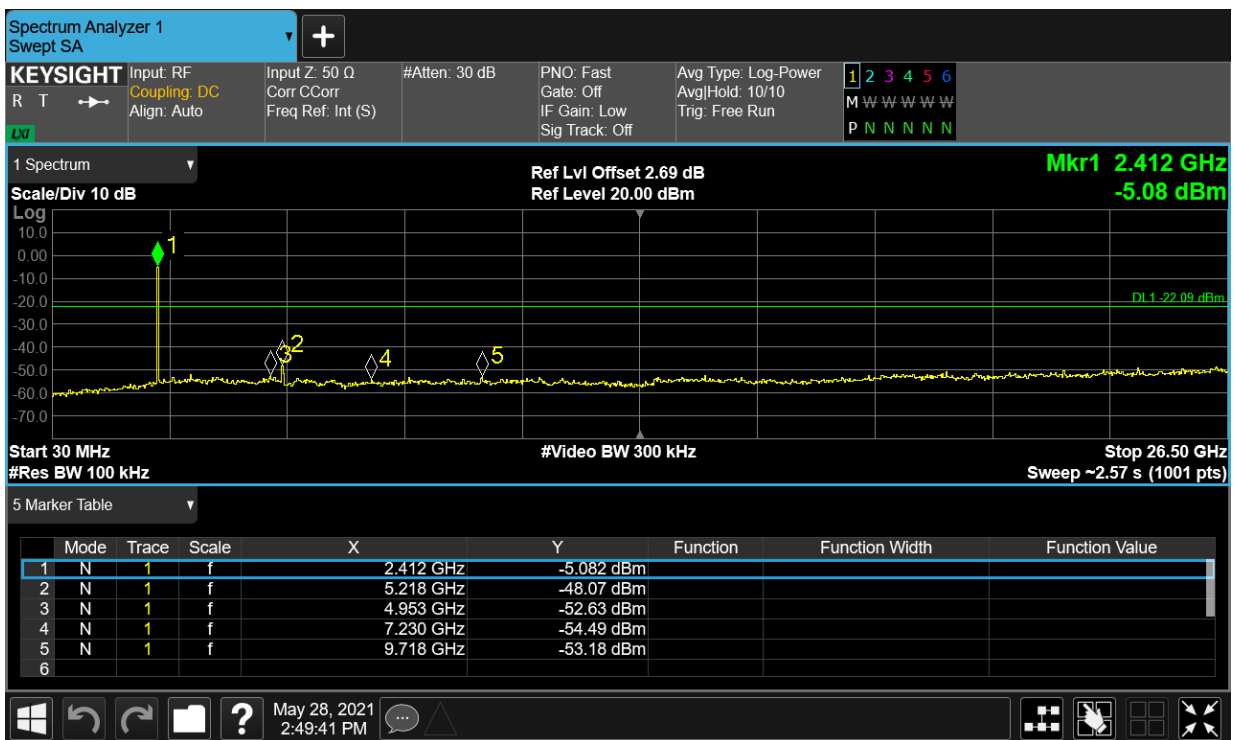 Spectrum Analyzer 1
Swept SA
+
KEYSIGHT
R T
LXI
Input: RF
Coupling: DC
Align: Auto
Input Z: 50 Ω
Corr CCorr
Freq Ref: Int (S)
#Atten: 30 dB
PNO: Fast
Gate: Off
IF Gain: Low
Sig Track: Off
Avg Type: Log-Power
Avg|Hold: 10/10
Trig: Free Run
1 2 3 4 5 6
M W W W W W
P N N N N N
1 Spectrum
Scale/Div 10 dB
Ref Lvl Offset 2.69 dB
Ref Level 20.00 dBm
Mkr1 2.412 GHz
-5.08 dBm
Log
10.0
0.00
-10.0
-20.0
-30.0
-40.0
-50.0
-60.0
-70.0
1
DL1 -22.09 dBm
2
3
4
5
Start 30 MHz
#Video BW 300 kHz
Stop 26.50 GHz
#Res BW 100 kHz
Sweep ~2.57 s (1001 pts)
5 Marker Table
Mode Trace Scale X Y Function Function Width Function Value
1 N 1 f 2.412 GHz -5.082 dBm
2 N 1 f 5.218 GHz -48.07 dBm
3 N 1 f 4.953 GHz -52.63 dBm
4 N 1 f 7.230 GHz -54.49 dBm
5 N 1 f 9.718 GHz -53.18 dBm
6
?
May 28, 2021
2:49:41 PM